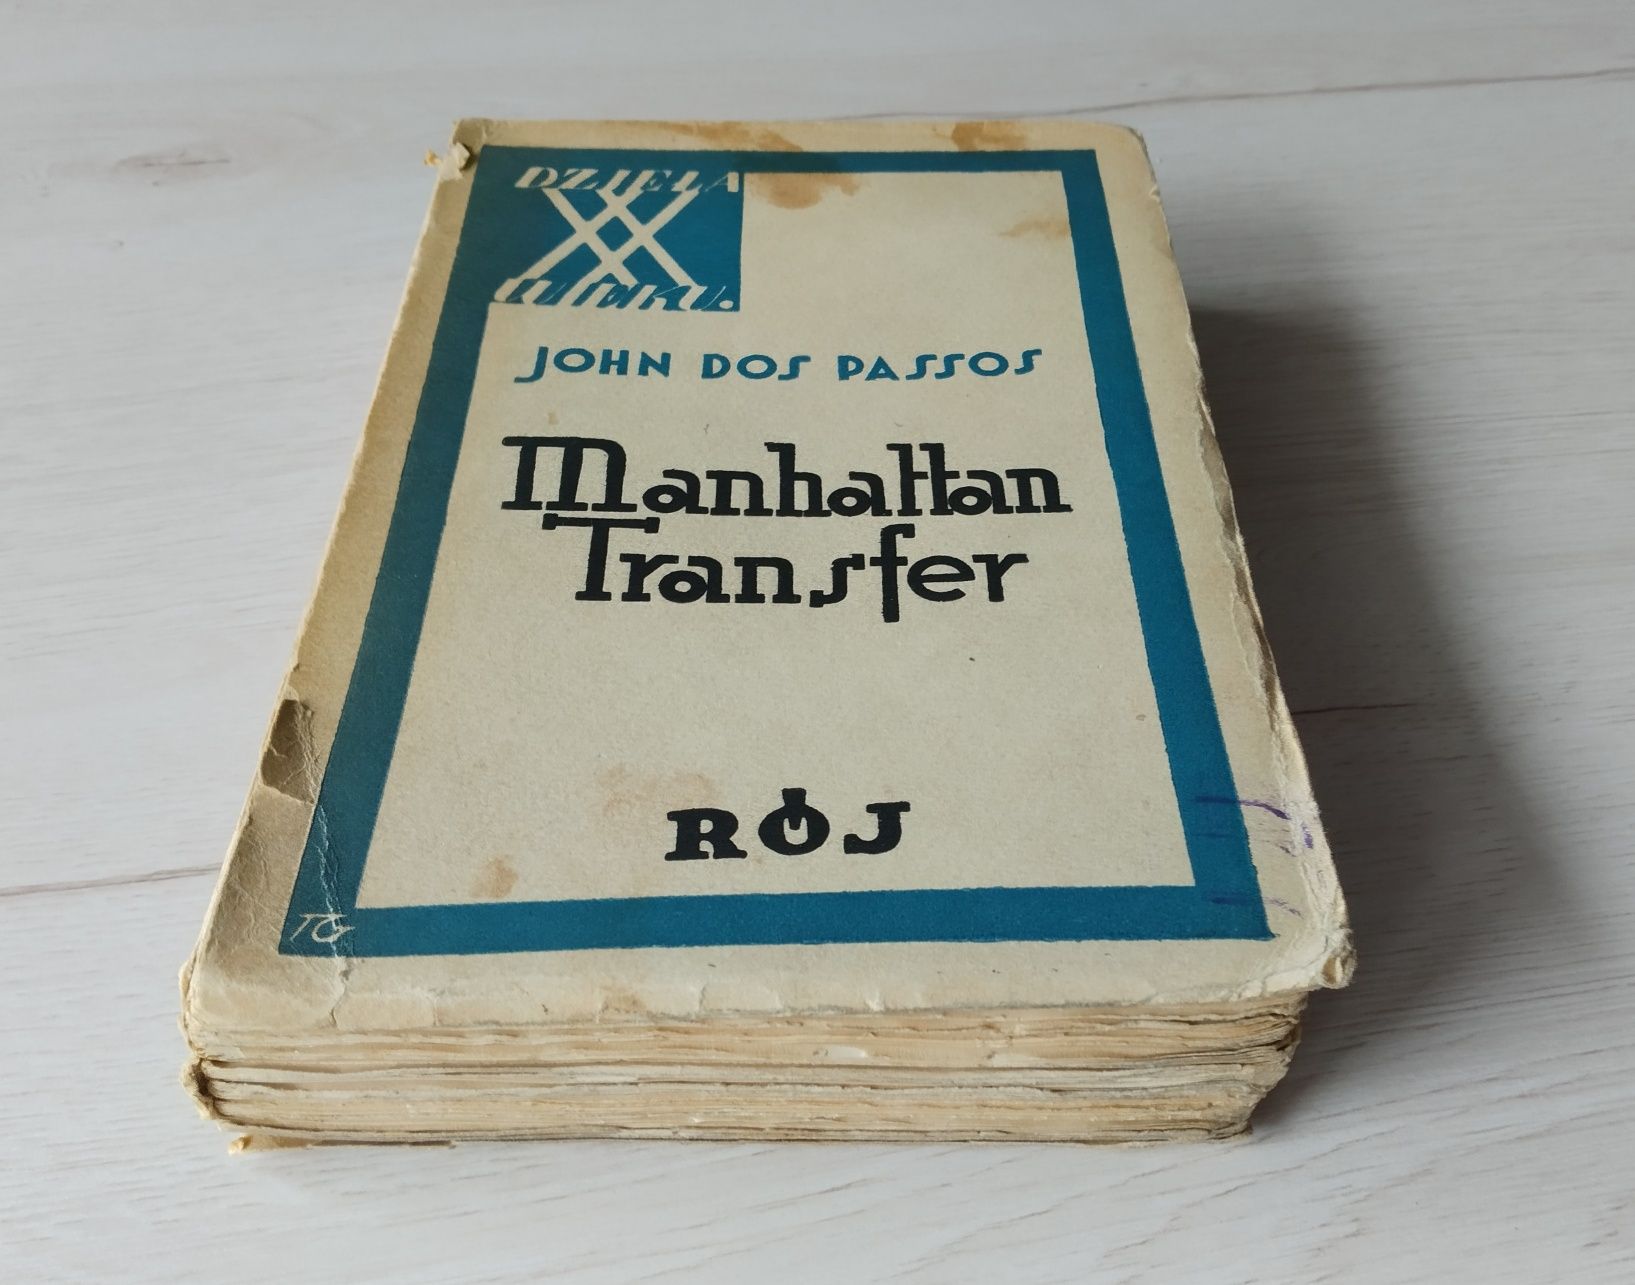 DZIEŁA
XX
WIEKU.
JOHN DOS PASSOS
Manhattan
Transfer
RÓJ
TG